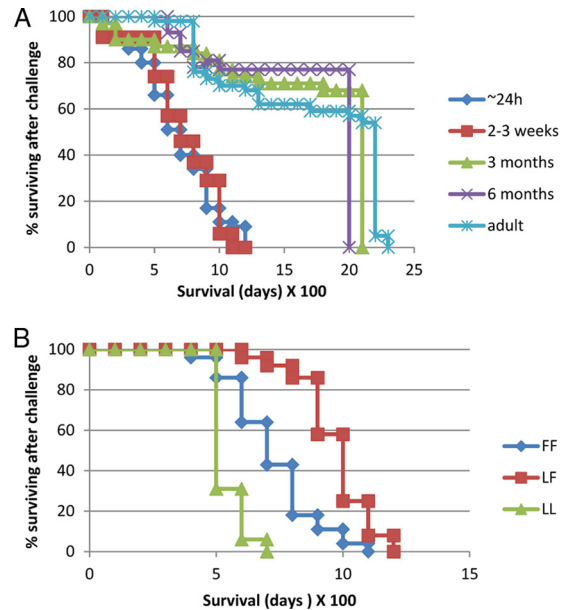 A
% surviving after challenge
100
80
60
40
20
0
0 5 10 15 20 25
Survival (days) X 100
~24h
2-3 weeks
3 months
6 months
adult
B
% surviving after challenge
100
80
60
40
20
0
0 5 10 15
Survival (days ) X 100
FF
LF
LL